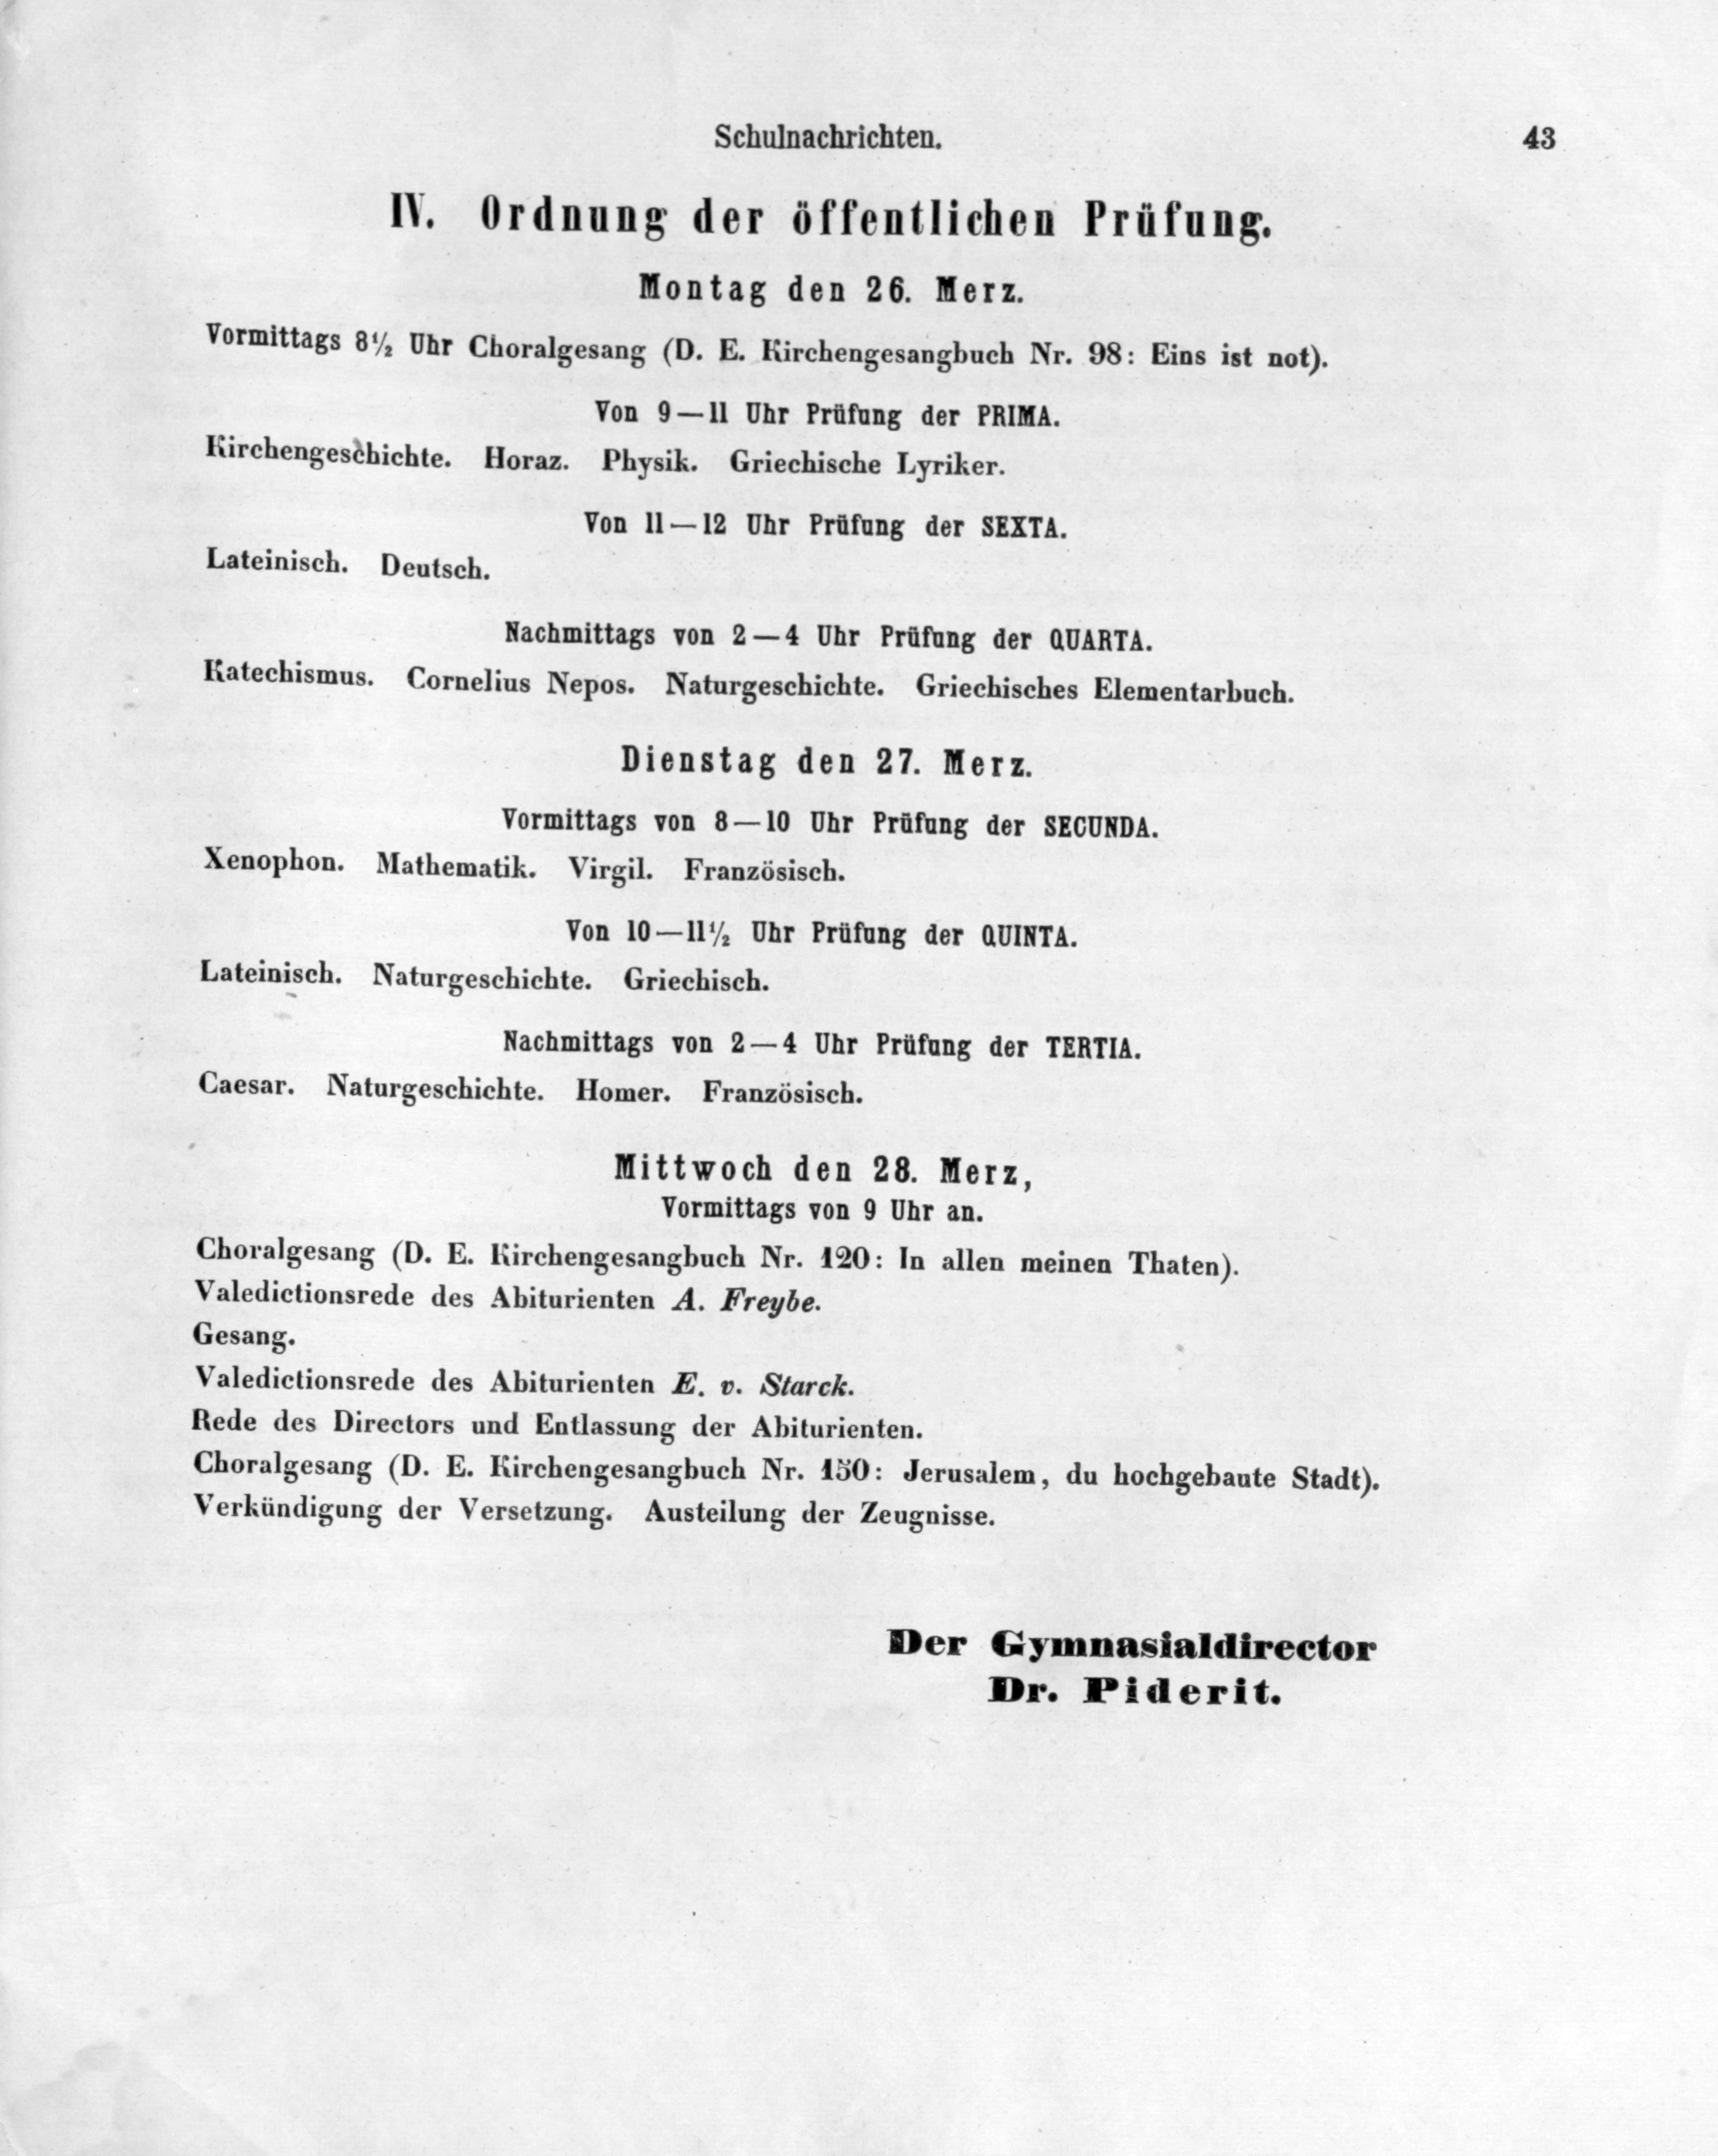 Schulnachrichten. 43
IV. Ordnung der öffentlichen Prüfung.
Montag den 26. Merz.
Vormittags 8½ Uhr Choralgesang (D. E. Kirchengesangbuch Nr. 98: Eins ist not).
Von 9—11 Uhr Prüfung der PRIMA.
Kirchengeschichte. Horaz. Physik. Griechische Lyriker.
Von 11—12 Uhr Prüfung der SEXTA.
Lateinisch. Deutsch.
Nachmittags von 2—4 Uhr Prüfung der QUARTA.
Katechismus. Cornelius Nepos. Naturgeschichte. Griechisches Elementarbuch.
Dienstag den 27. Merz.
Vormittags von 8—10 Uhr Prüfung der SECUNDA.
Xenophon. Mathematik. Virgil. Französisch.
Von 10—11½ Uhr Prüfung der QUINTA.
Lateinisch. Naturgeschichte. Griechisch.
Nachmittags von 2—4 Uhr Prüfung der TERTIA.
Caesar. Naturgeschichte. Homer. Französisch.
Mittwoch den 28. Merz,
Vormittags von 9 Uhr an.
Choralgesang (D. E. Kirchengesangbuch Nr. 120: In allen meinen Thaten).
Valedictionsrede des Abiturienten A. Freybe.
Gesang.
Valedictionsrede des Abiturienten E. v. Starck.
Rede des Directors und Entlassung der Abiturienten.
Choralgesang (D. E. Kirchengesangbuch Nr. 150: Jerusalem, du hochgebaute Stadt).
Verkündigung der Versetzung. Austeilung der Zeugnisse.
Der Gymnasialdirector
Dr. Piderit.